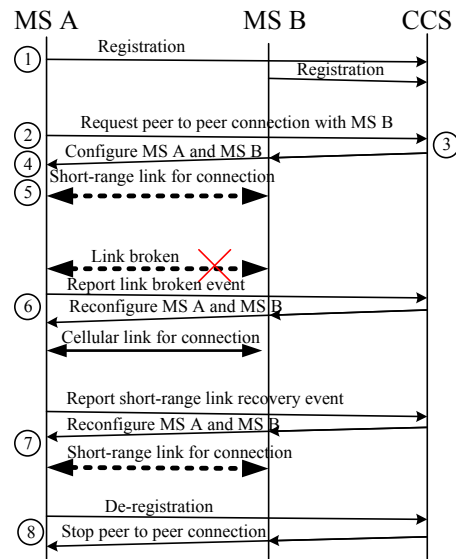 MS A MS B CCS
Registration
1
Registration
Request peer to peer connection with MS B
2
3
Configure MS A and MS B
4
Short-range link for connection
5
Link broken
Report link broken event
6
Reconfigure MS A and MS B
Cellular link for connection
Report short-range link recovery event
Reconfigure MS A and MS B
7
Short-range link for connection
De-registration
8
Stop peer to peer connection